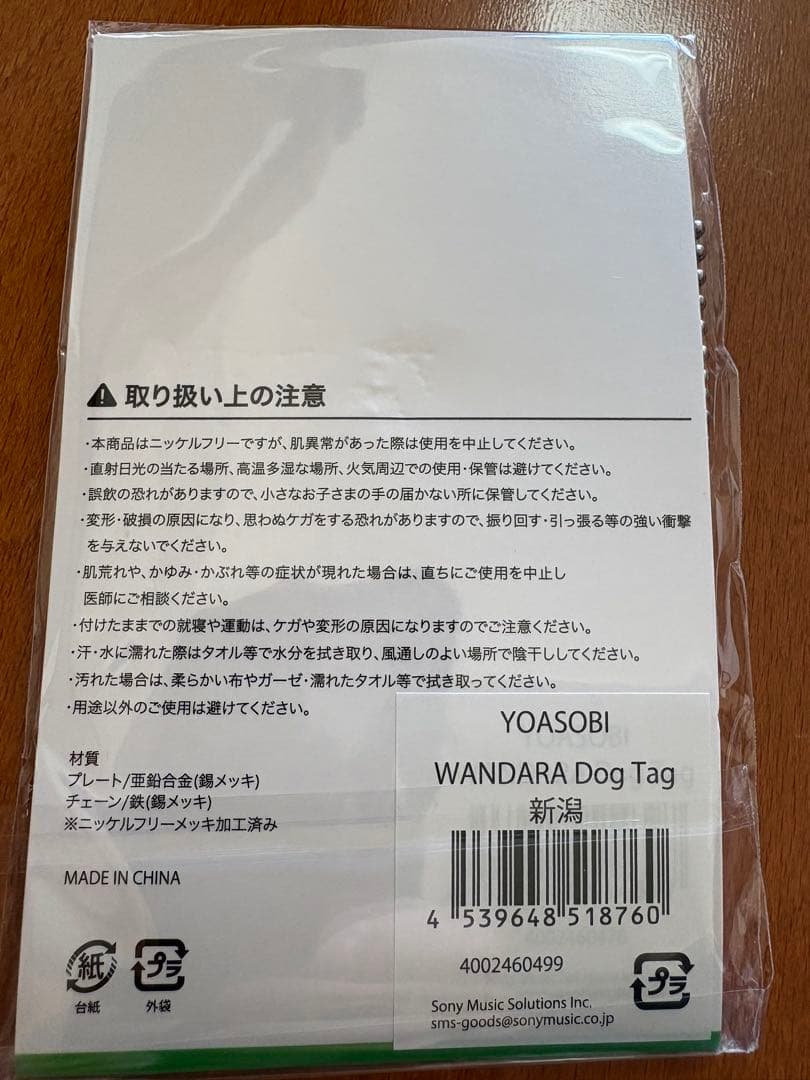 取り扱い上の注意
・本商品はニッケルフリーですが、肌異常があった際は使用を中止してください。
・直射日光の当たる場所、高温多湿な場所、火気周辺での使用・保管は避けてください。
・誤飲の恐れがありますので、小さなお子さまの手の届かない所に保管してください。
・変形・破損の原因になり、思わぬケガをする恐れがありますので、振り回す・引っ張る等の強い衝撃
を与えないでください。
・肌荒れや、かゆみ・かぶれ等の症状が現れた場合は、直ちにご使用を中止し
医師にご相談ください。
・付けたままでの就寝や運動は、ケガや変形の原因になりますのでご注意ください。
・汗・水に濡れた際はタオル等で水分を拭き取り、風通しのよい場所で陰干ししてください。
・汚れた場合は、柔らかい布やガーゼ・濡れたタオル等で拭き取ってください。
・用途以外のご使用は避けてください。
材質
プレート/亜鉛合金(錫メッキ)
チェーン/鉄(錫メッキ)
※ニッケルフリーメッキ加工済み
MADE IN CHINA
紙
台紙
プラ
外袋
YOASOBI
WANDARA Dog Tag
新潟
4 539648 518760
4002460499
プラ
Sony Music Solutions Inc.
sms-goods@sonymusic.co.jp